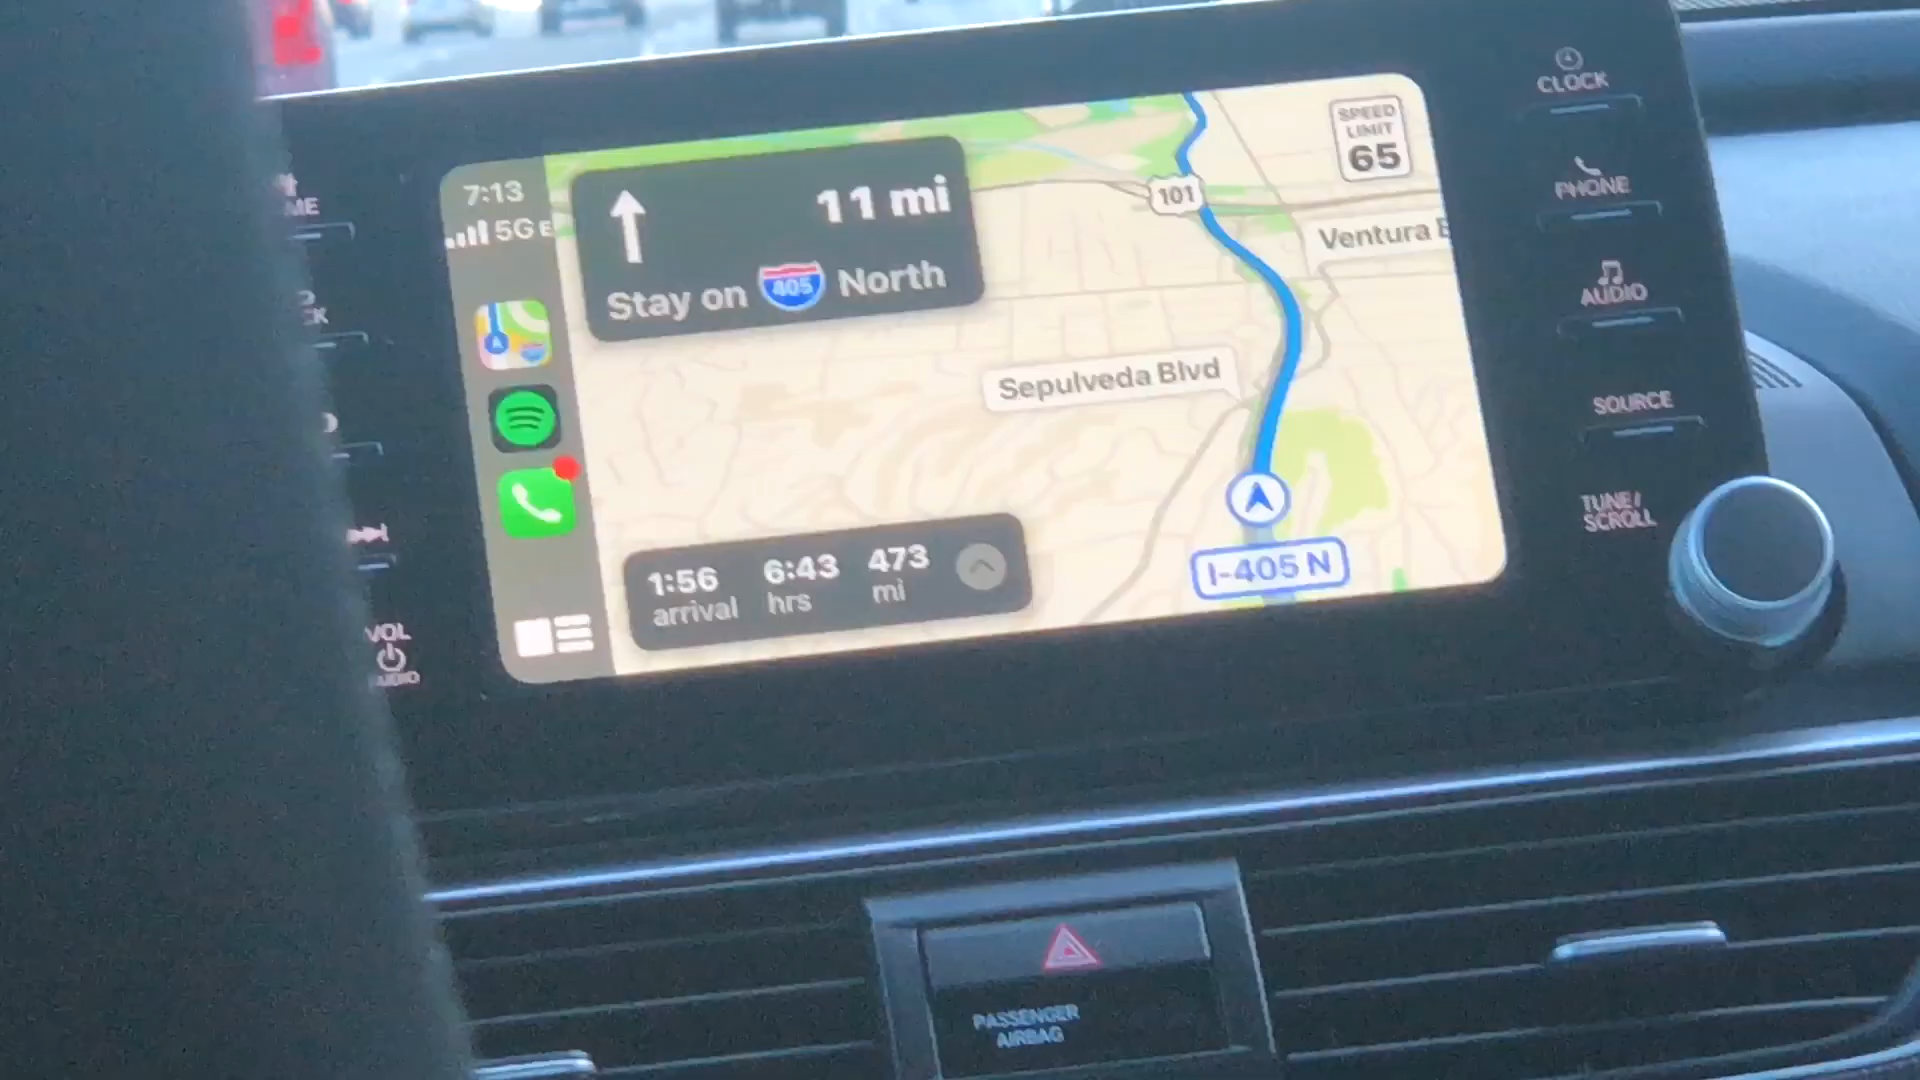 7:13
5G E
11 mi
Stay on 405 North
101
SPEED
LIMIT
65
Ventura B
Sepulveda Blvd
I-405 N
1:56
arrival
6:43
hrs
473
mi
CLOCK
PHONE
AUDIO
SOURCE
TUNE/
SCROLL
VOL
AUDIO
PASSENGER
AIRBAG